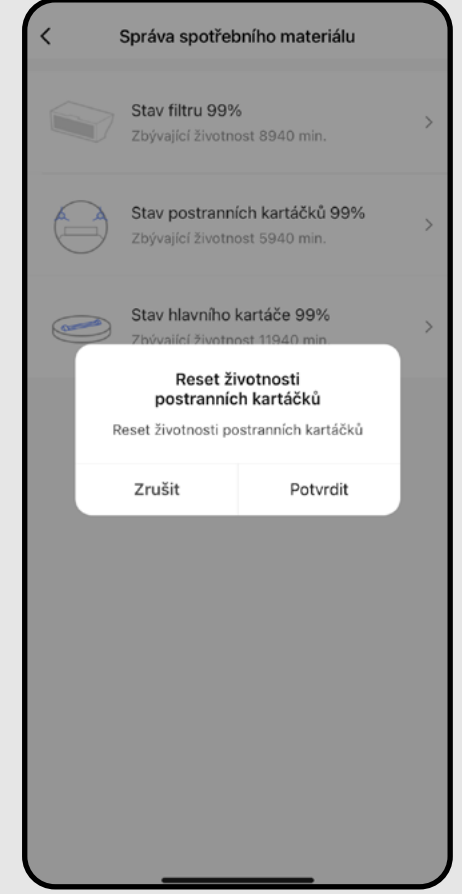 Správa spotřebního materiálu
Stav filtru 99%
Zbývající životnost 8940 min.
Stav postranních kartáčků 99%
Zbývající životnost 5940 min.
Stav hlavního kartáče 99%
Zbývající životnost 11940 min.
Reset životnosti
postranních kartáčků
Reset životnosti postranních kartáčků
Zrušit
Potvrdit